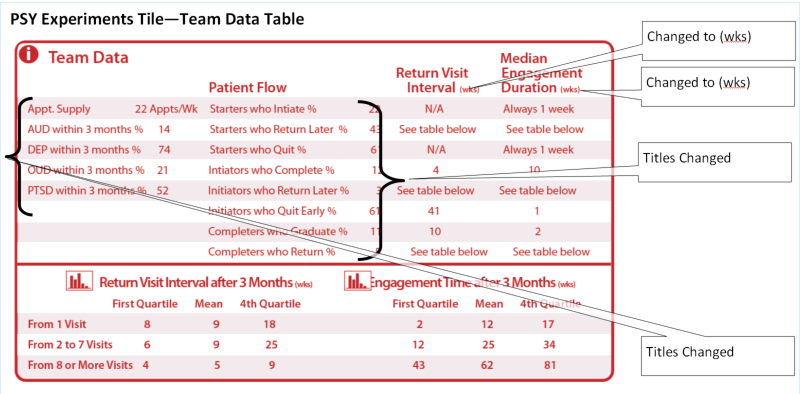 PSY Experiments Tile—Team Data Table
Changed to (wks)
Team Data
Median
Return Visit Engagement
Patient Flow Interval (wks) Duration (wks)
Changed to (wks)
Appt. Supply 22 Appts/Wk Starters who Intiate % N/A Always 1 week
AUD within 3 months % 14 Starters who Return Later % 43 See table below See table below
DEP within 3 months % 74 Starters who Quit % N/A Always 1 week
Titles Changed
OUD within 3 months % 21 Intiators who Complete % 4 10
PTSD within 3 months % 52 Initiators who Return Later % See table below See table below
Initiators who Quit Early % 61 41 1
Completers who Graduate % 11 10 2
Completers who Return % See table below See table below
Return Visit Interval after 3 Months (wks) Engagement Time after 3 Months (wks)
First Quartile Mean 4th Quartile First Quartile Mean 4th Quartile
From 1 Visit 8 9 18 2 12 17
From 2 to 7 Visits 6 9 25 12 25 34
Titles Changed
From 8 or More Visits 4 5 9 43 62 81